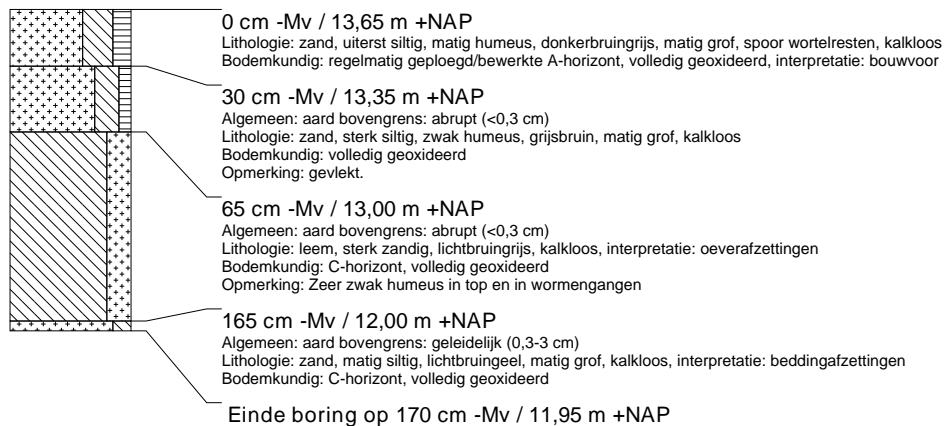 0 cm -Mv / 13,65 m +NAP
Lithologie: zand, uiterst siltig, matig humeus, donkerbruingrijs, matig grof, spoor wortelresten, kalkloos
Bodemkundig: regelmatig geploegd/bewerkte A-horizont, volledig geoxideerd, interpretatie: bouwvoor
30 cm -Mv / 13,35 m +NAP
Algemeen: aard bovengrens: abrupt (<0,3 cm)
Lithologie: zand, sterk siltig, zwak humeus, grijsbruin, matig grof, kalkloos
Bodemkundig: volledig geoxideerd
Opmerking: gevlekt.
65 cm -Mv / 13,00 m +NAP
Algemeen: aard bovengrens: abrupt (<0,3 cm)
Lithologie: leem, sterk zandig, lichtbruingrijs, kalkloos, interpretatie: oeverafzettingen
Bodemkundig: C-horizont, volledig geoxideerd
Opmerking: Zeer zwak humeus in top en in wormengangen
165 cm -Mv / 12,00 m +NAP
Algemeen: aard bovengrens: geleidelijk (0,3-3 cm)
Lithologie: zand, matig siltig, lichtbruingeel, matig grof, kalkloos, interpretatie: beddingafzettingen
Bodemkundig: C-horizont, volledig geoxideerd
Einde boring op 170 cm -Mv / 11,95 m +NAP